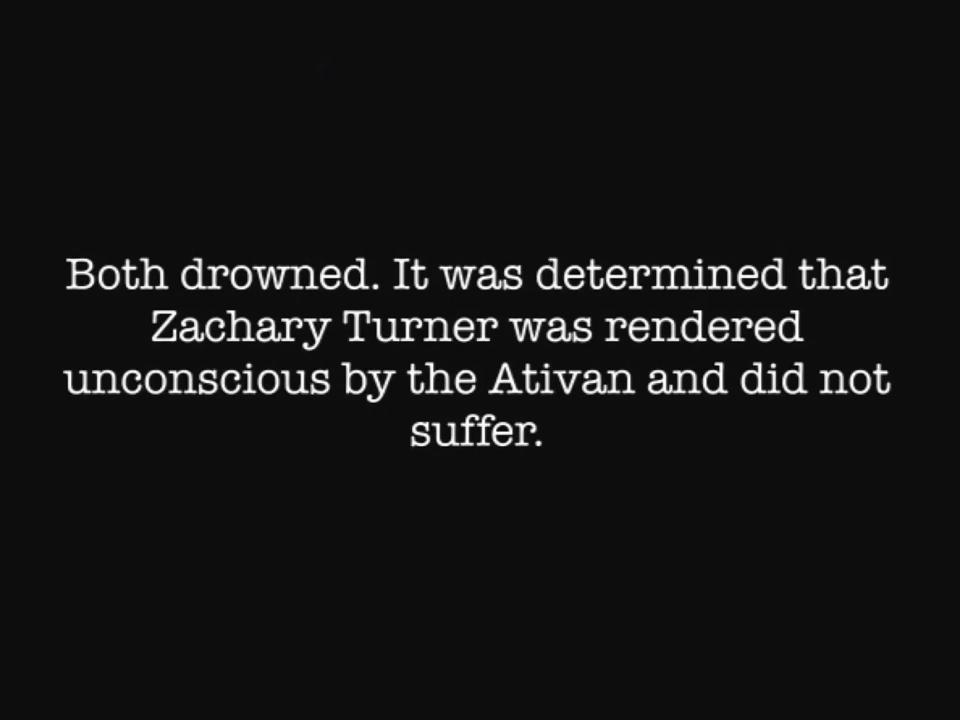 Both drowned. It was determined that
Zachary Turner was rendered
unconscious by the Ativan and did not
suffer.